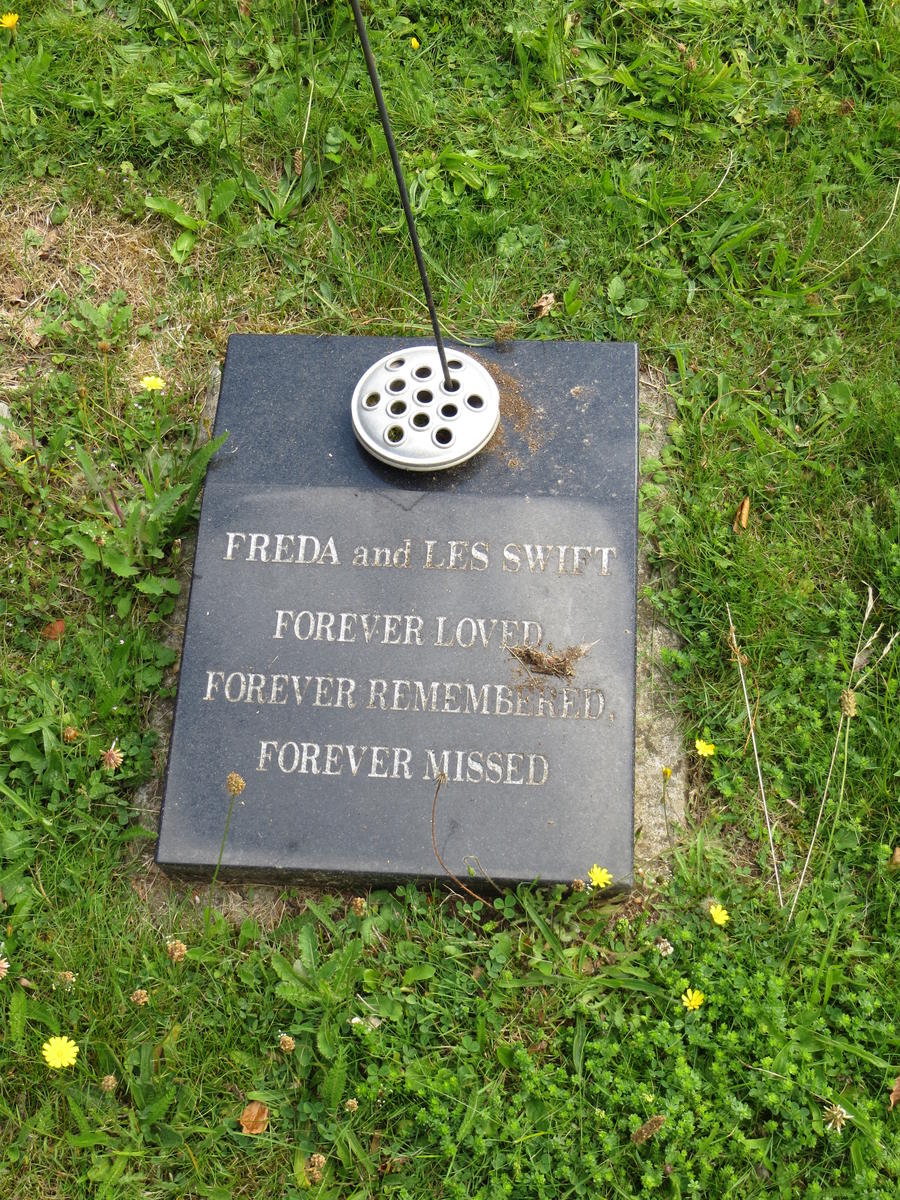 FREDA and LES SWIFT
FOREVER LOVED
FOREVER REMEMBERED,
FOREVER MISSED